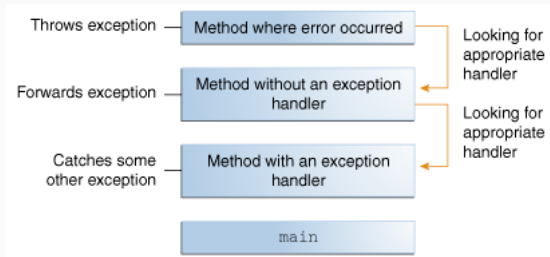 Throws exception
Method where error occurred
Looking for
appropriate
handler
Forwards exception
Method without an exception
handler
Looking for
appropriate
handler
Catches some
other exception
Method with an exception
handler
main